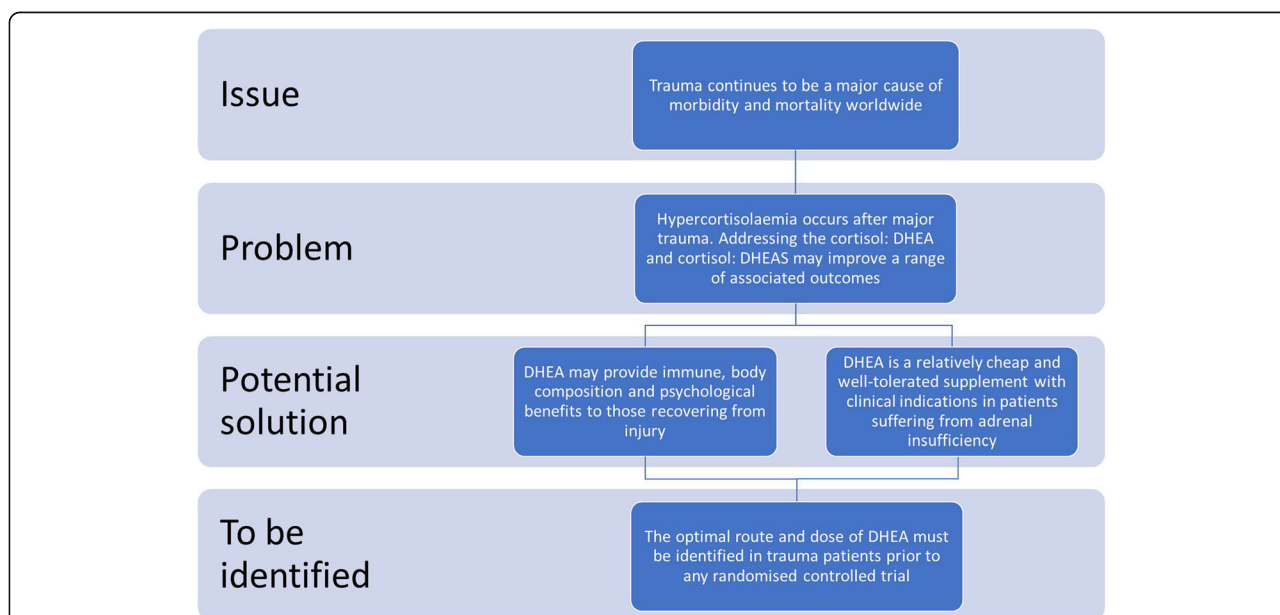 Issue
Trauma continues to be a major cause of
morbidity and mortality worldwide
Problem
Hypercortisolaemia occurs after major
trauma. Addressing the cortisol: DHEA
and cortisol: DHEAS may improve a range
of associated outcomes
Potential
solution
DHEA may provide immune, body
composition and psychological
benefits to those recovering from
injury
DHEA is a relatively cheap and
well-tolerated supplement with
clinical indications in patients
suffering from adrenal
insufficiency
To be
identified
The optimal route and dose of DHEA must
be identified in trauma patients prior to
any randomised controlled trial